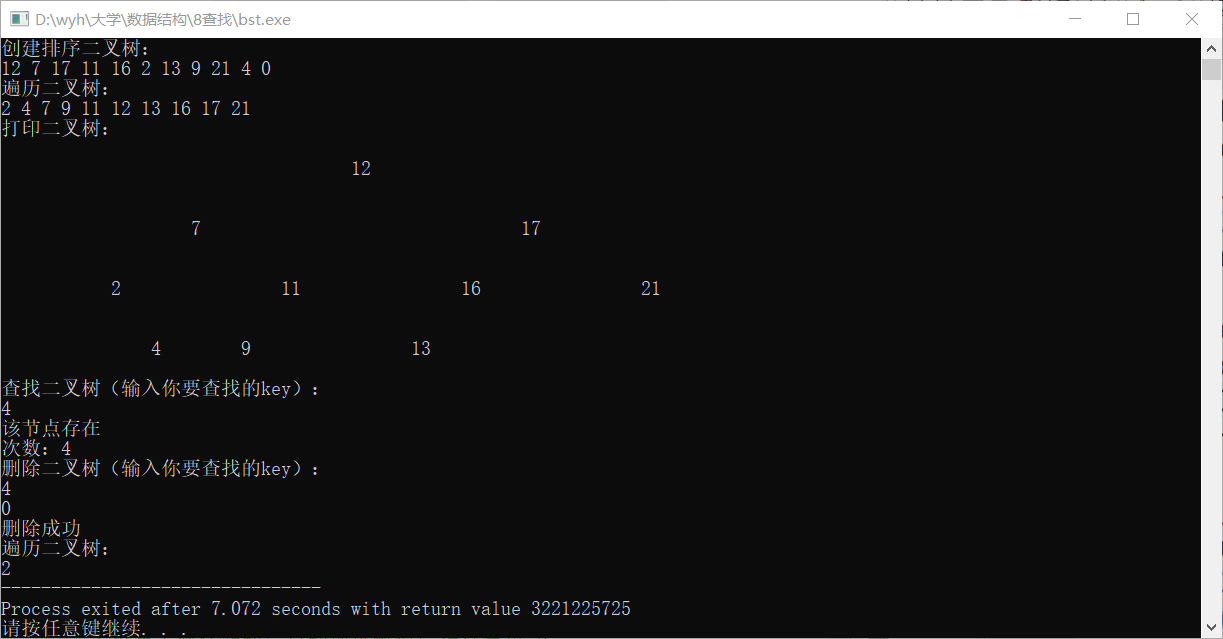 D:\wyh\大学\数据结构\8查找\bst.exe
创建排序二叉树：
12 7 17 11 16 2 13 9 21 4 0
遍历二叉树：
2 4 7 9 11 12 13 16 17 21
打印二叉树：
12
7 17
2 11 16 21
4 9 13
查找二叉树（输入你要查找的key）：
4
该节点存在
次数：4
删除二叉树（输入你要查找的key）：
4
0
删除成功
遍历二叉树：
2
--------------------------------
Process exited after 7.072 seconds with return value 3221225725
请按任意键继续. . .